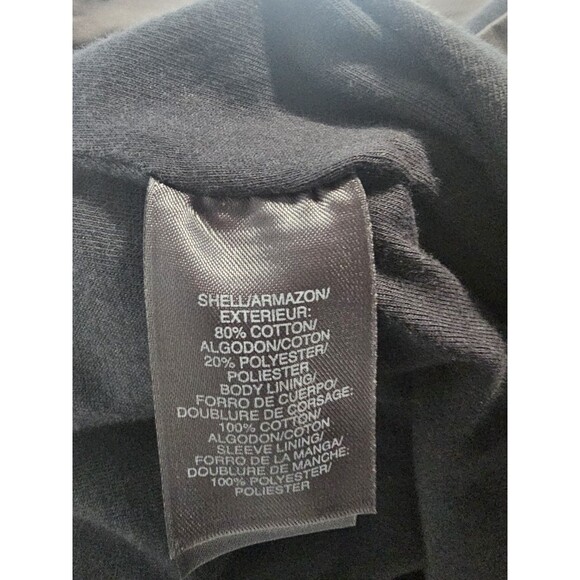 SHELL/ARMAZON/
EXTERIEUR:
80% COTTON/
ALGODON/COTON
20% POLYESTER/
POLIESTER
BODY LINING/
FORRO DE CUERPO/
DOUBLURE DE CORSAGE:
100% COTTON/
ALGODON/COTON
SLEEVE LINING/
FORRO DE LA MANGA/
DOUBLURE DE MANCHE:
100% POLYESTER/
POLIESTER